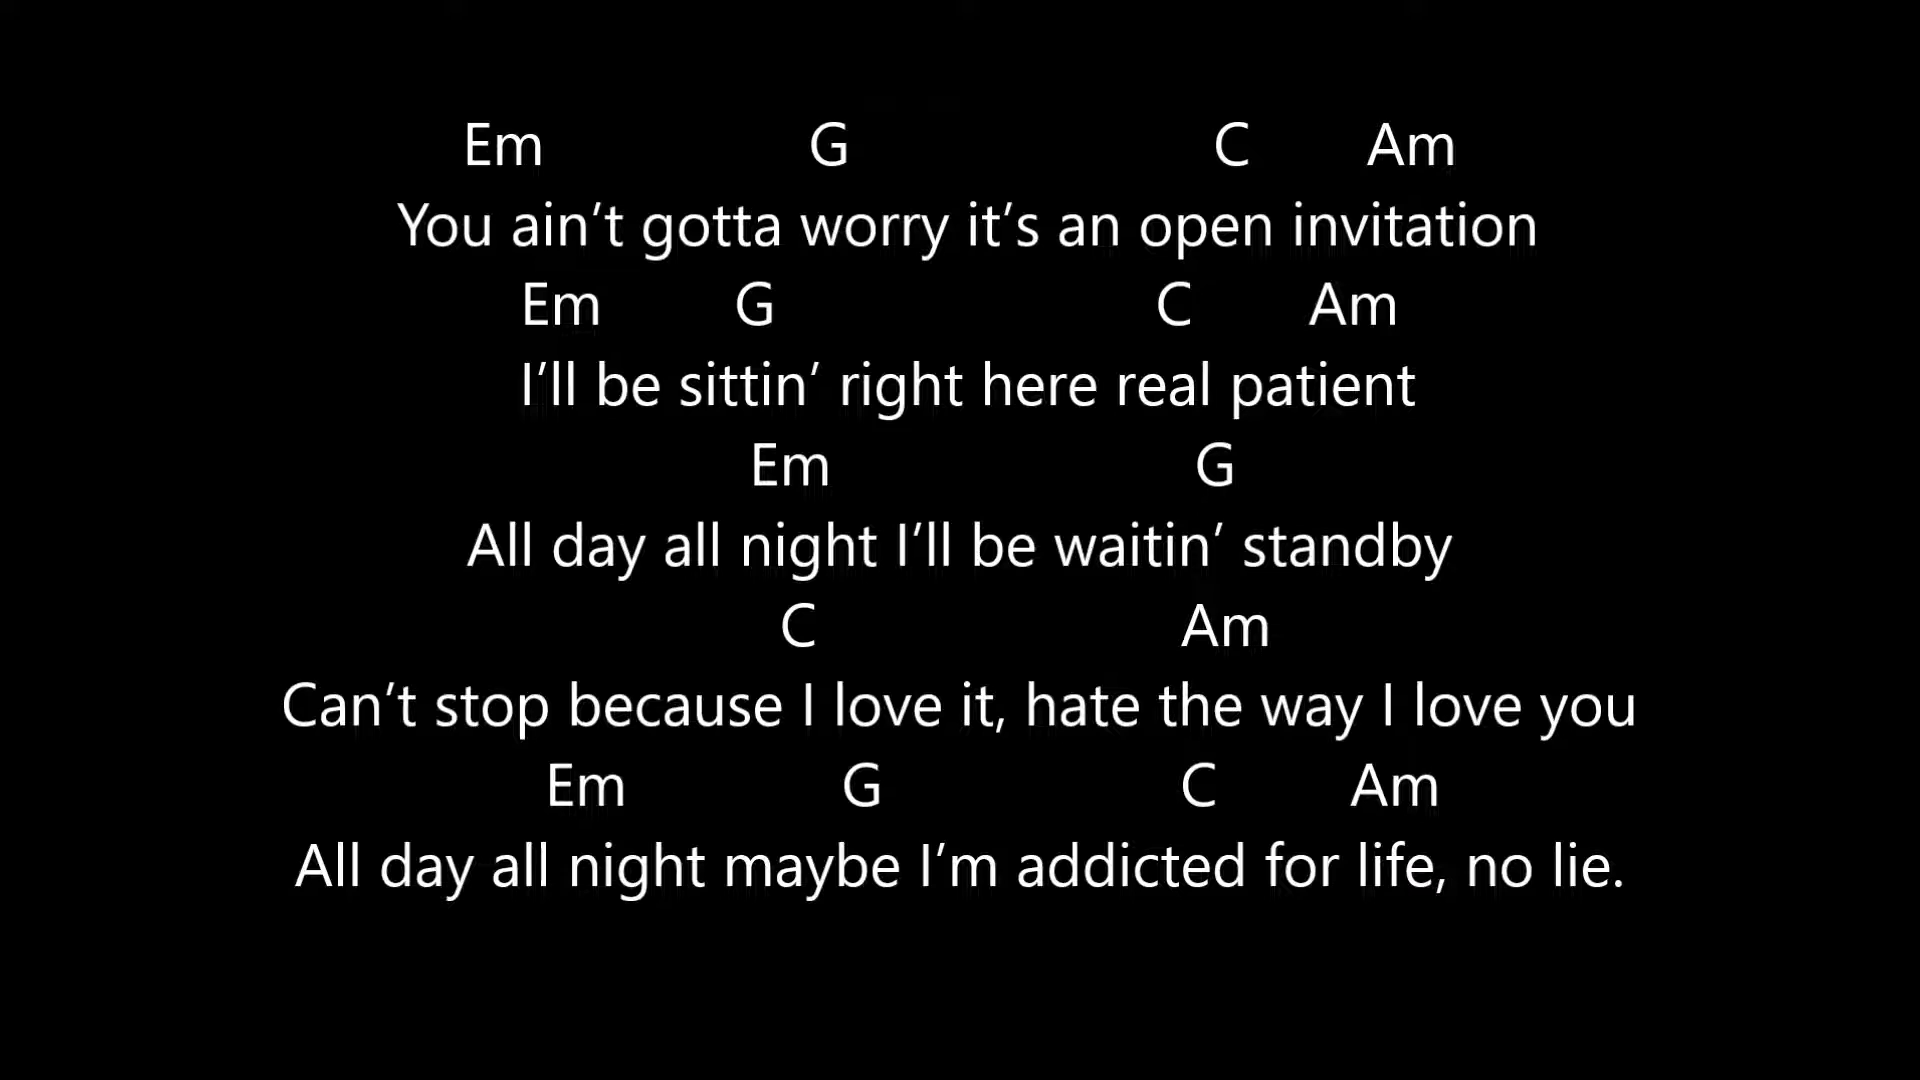 Em G C Am
You ain’t gotta worry it’s an open invitation
Em G C Am
I’ll be sittin’ right here real patient
Em G
All day all night I’ll be waitin’ standby
C Am
Can’t stop because I love it, hate the way I love you
Em G C Am
All day all night maybe I’m addicted for life, no lie.